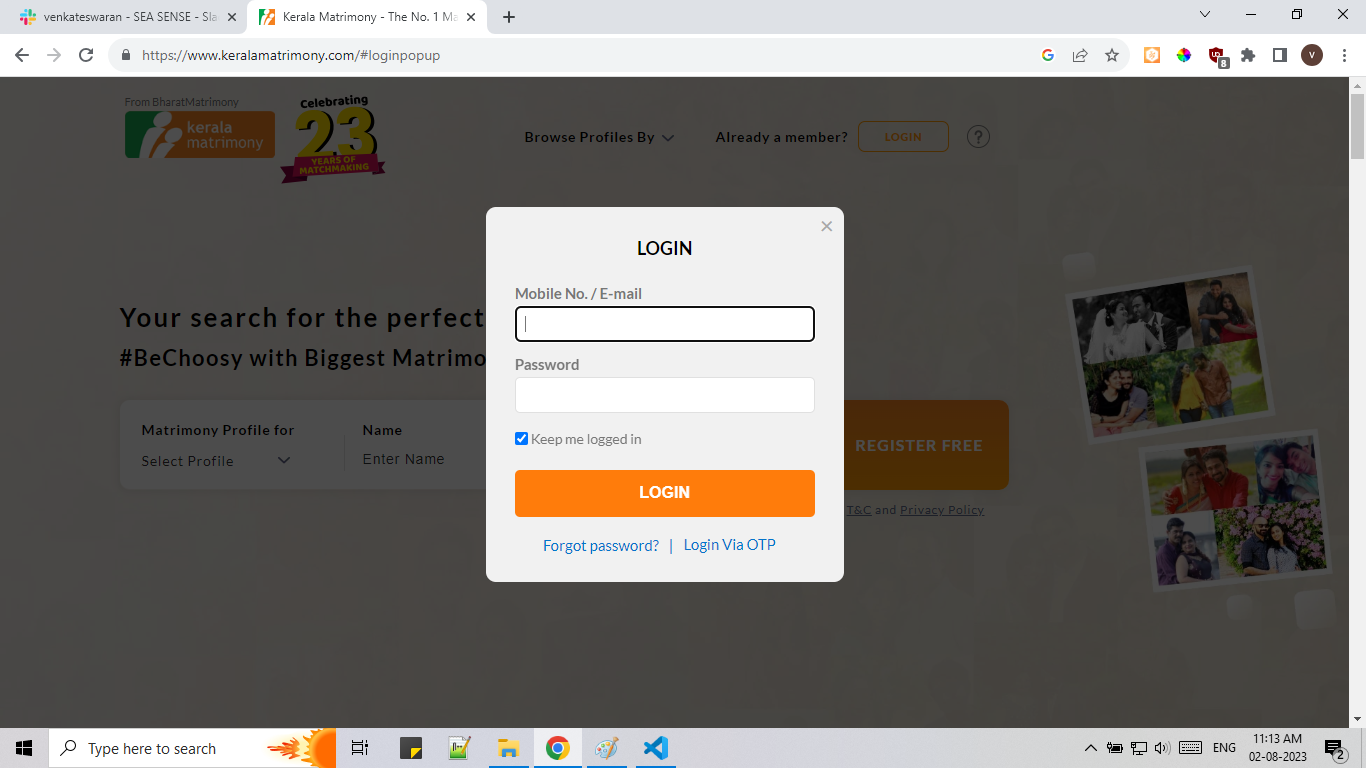 venkateswaran - SEA SENSE - Sla
Kerala Matrimony - The No. 1 Ma
https://www.keralamatrimony.com/#loginpopup
8
V
From BharatMatrimony
kerala
matrimony
Celebrating
23
YEARS OF
MATCHMAKING
Browse Profiles By
Already a member?
LOGIN
?
LOGIN
Mobile No. / E-mail
Password
Keep me logged in
LOGIN
Forgot password? | Login Via OTP
Your search for the perfect
#BeChoosy with Biggest Matrimo
Matrimony Profile for
Select Profile
Name
Enter Name
REGISTER FREE
T&C and Privacy Policy
Type here to search
ENG
11:13 AM
02-08-2023
2